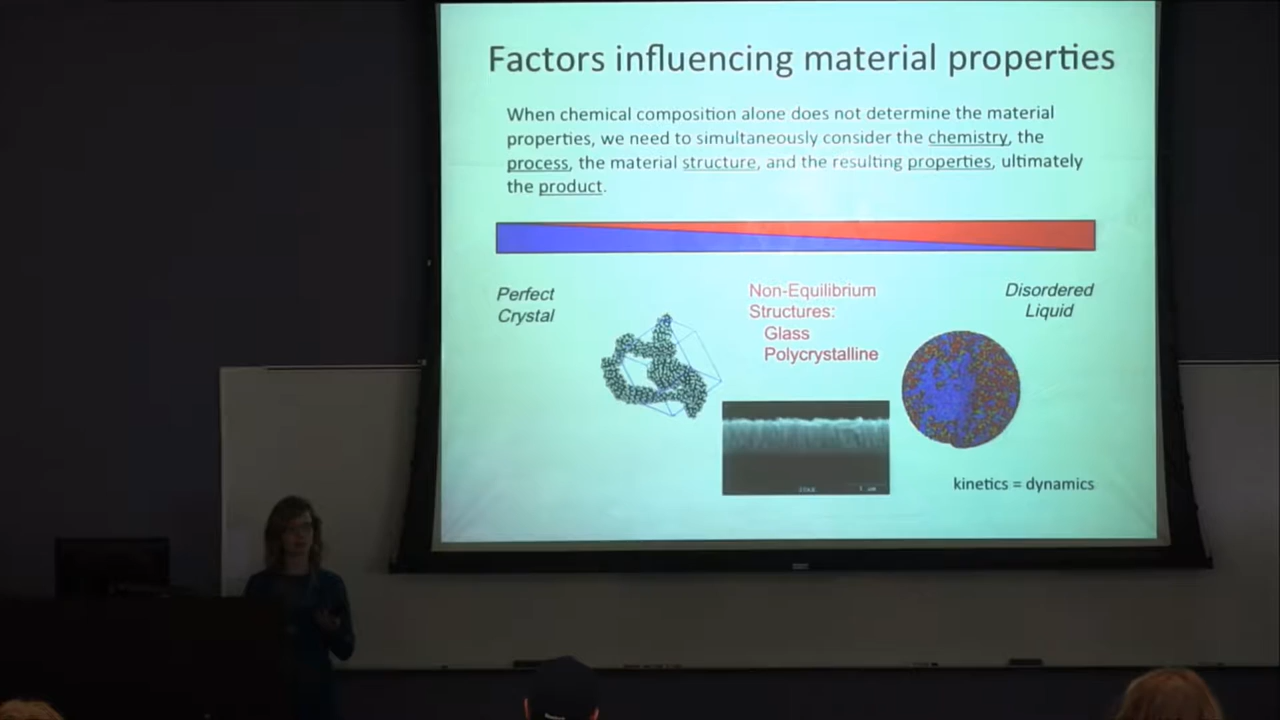 Factors influencing material properties
When chemical composition alone does not determine the material
properties, we need to simultaneously consider the chemistry, the
process, the material structure, and the resulting properties, ultimately
the product.
Perfect
Crystal
Non-Equilibrium
Structures:
Glass
Polycrystalline
Disordered
Liquid
kinetics = dynamics